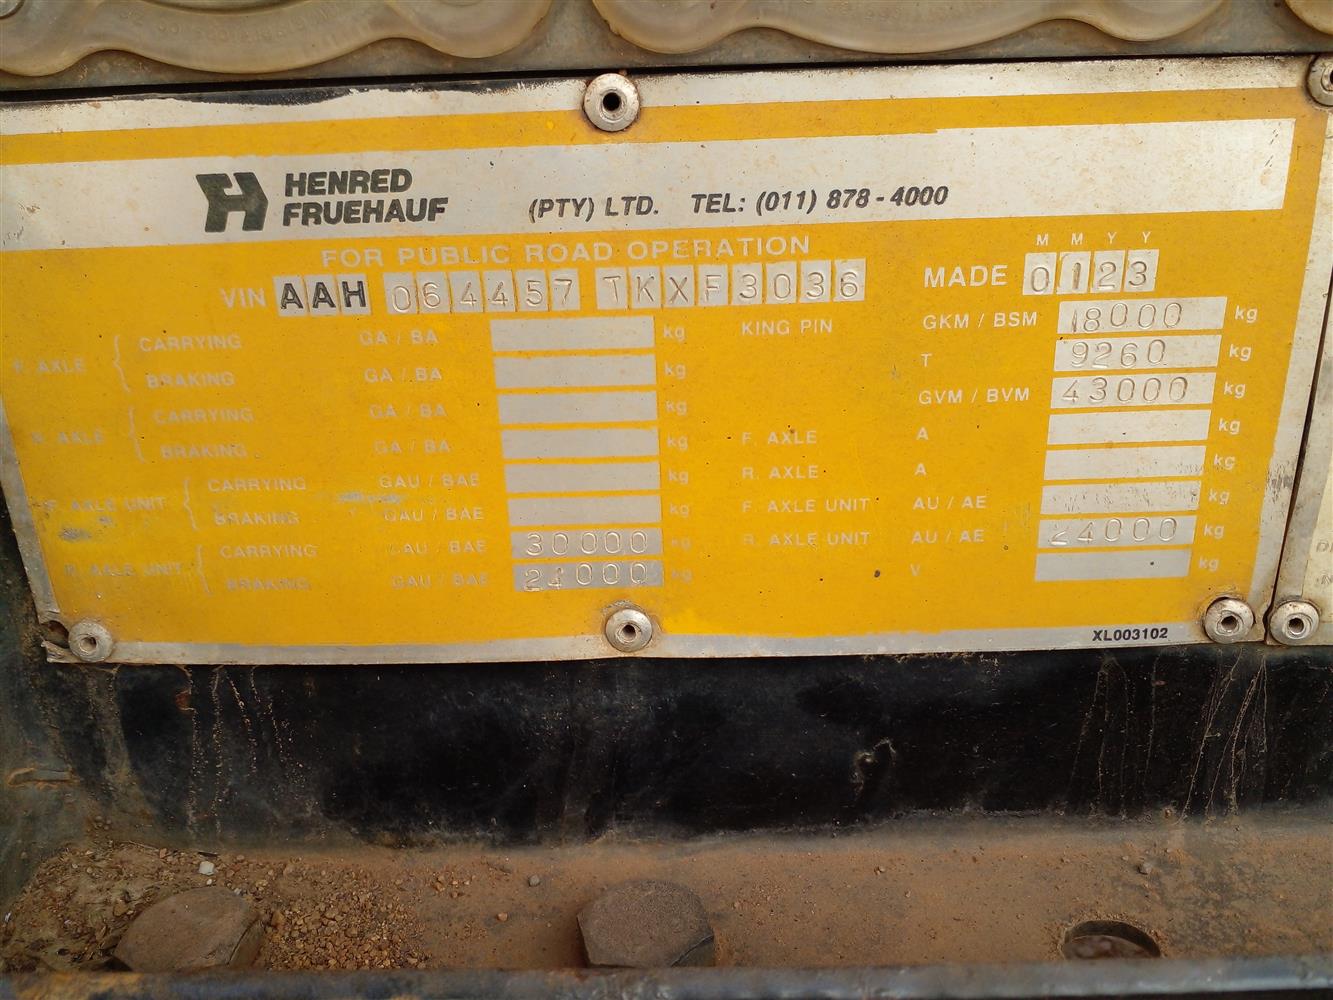 HENRED
FRUEHAUF
(PTY) LTD. TEL: (011) 878-4000
FOR PUBLIC ROAD OPERATION
M M Y Y
VIN AAH 064457 TKXF3036
MADE 0123
F. AXLE
CARRYING GA / BA kg
BRAKING GA / BA kg
R. AXLE
CARRYING GA / BA kg
BRAKING GA / BA kg
F. AXLE UNIT
CARRYING GAU / BAE kg
BRAKING GAU / BAE kg
R. AXLE UNIT
CARRYING GAU / BAE 30000 kg
BRAKING GAU / BAE 24000 kg
KING PIN
GKM / BSM 18000 kg
T 9260 kg
GVM / BVM 43000 kg
F. AXLE A kg
R. AXLE A kg
F. AXLE UNIT AU / AE kg
R. AXLE UNIT AU / AE 24000 kg
V kg
XL003102